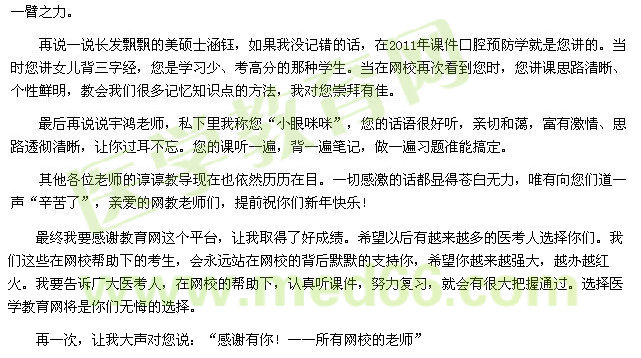 一臂之力。
再说一说长发飘飘的美硕士涵钰，如果我没记错的话，在2011年课件口腔预防学就是您讲的。当
时您讲女儿背三字经，您是学习少、考高分的那种学生。当在网校再次看到您时，您讲课思路清晰、
个性鲜明，教会我们很多记忆知识点的方法，我对您崇拜有佳。
最后再说说宇鸿老师，私下里我称您“小眼咪咪”，您的话语很好听，亲切和蔼，富有激情、思
路透彻清晰，让你过耳不忘。您的课听一遍，背一遍笔记，做一遍习题准能搞定。
其他各位老师的谆谆教导现在也依然历历在目。一切感激的话都显得苍白无力，唯有向您们道一
声“辛苦了”，亲爱的网教老师们，提前祝你们新年快乐！
最终我要感谢教育网这个平台，让我取得了好成绩。希望以后有越来越多的医考人选择你们。我
们这些在网校帮助下的考生，会永远站在网校的背后默默的支持你，希望你越来越强大，越办越红
火。我要告诉广大医考人，在网校的帮助下，认真听课件，努力复习，就会有很大把握通过。选择医
学教育网将是你们无悔的选择。
再一次，让我大声对您说：“感谢有你！——所有网校的老师”
医学教育网
www.med66.com